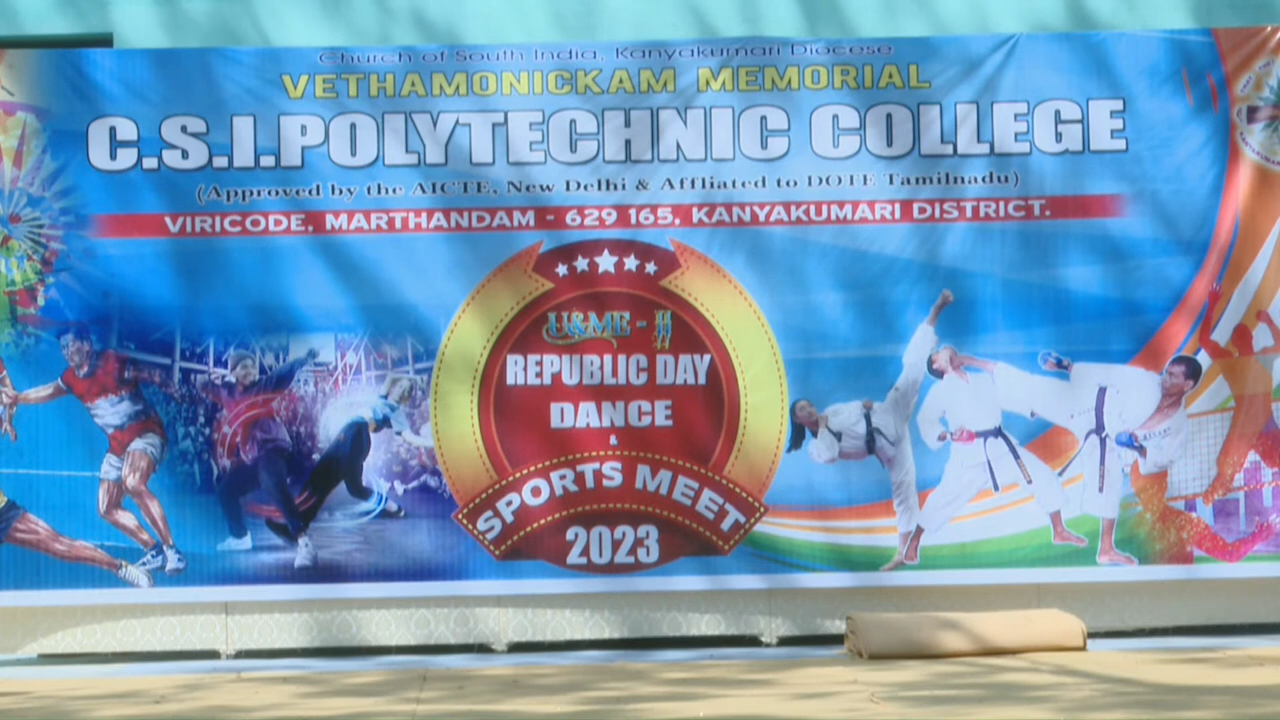 Church of South India, Kanyakumari Diocese
VETHAMONICKAM MEMORIAL
C.S.I.POLYTECHNIC COLLEGE
(Approved by the AICTE, New Delhi & Affliated to DOTE Tamilnadu)
VIRICODE, MARTHANDAM - 629 165, KANYAKUMARI DISTRICT.
U&ME - II
REPUBLIC DAY
DANCE
&
SPORTS MEET
2023